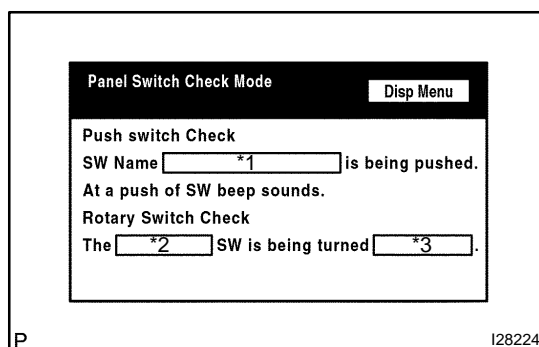 Panel Switch Check Mode
Disp Menu
Push switch Check
SW Name *1 is being pushed.
At a push of SW beep sounds.
Rotary Switch Check
The *2 SW is being turned *3 .
P
I28224